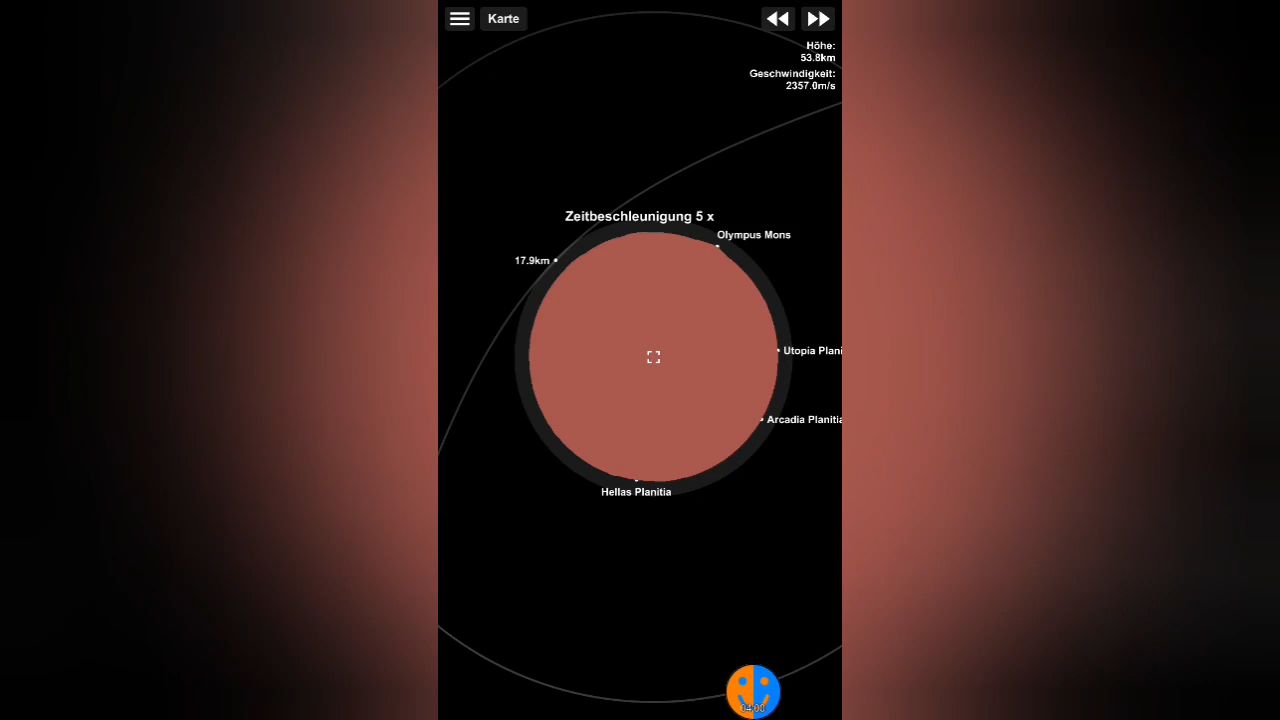 Karte
Höhe:
53.8km
Geschwindigkeit:
2357.0m/s
Zeitbeschleunigung 5 x
Olympus Mons
17.9km
Utopia Plani
Arcadia Planitia
Hellas Planitia
04:00